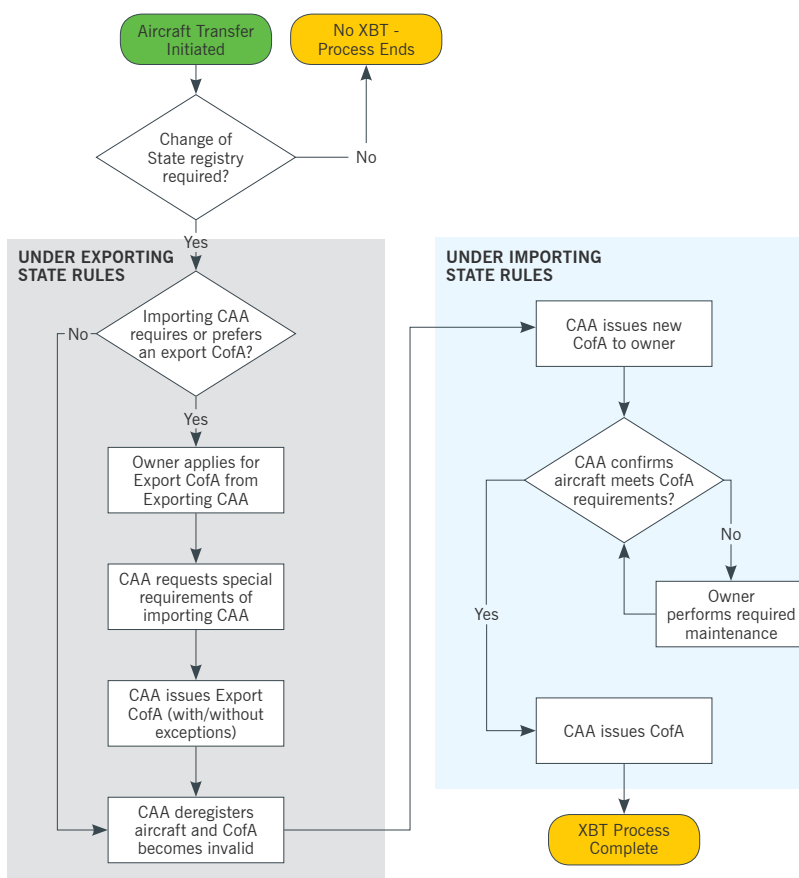 Aircraft Transfer
Initiated
No XBT -
Process Ends
Change of
State registry
required?
No
Yes
UNDER EXPORTING
STATE RULES
Importing CAA
requires or prefers
an export CofA?
No
Yes
Owner applies for
Export CofA from
Exporting CAA
CAA requests special
requirements of
importing CAA
CAA issues Export
CofA (with/without
exceptions)
CAA deregisters
aircraft and CofA
becomes invalid
UNDER IMPORTING
STATE RULES
CAA issues new
CofA to owner
CAA confirms
aircraft meets CofA
requirements?
No
Owner
performs required
maintenance
Yes
CAA issues CofA
XBT Process
Complete